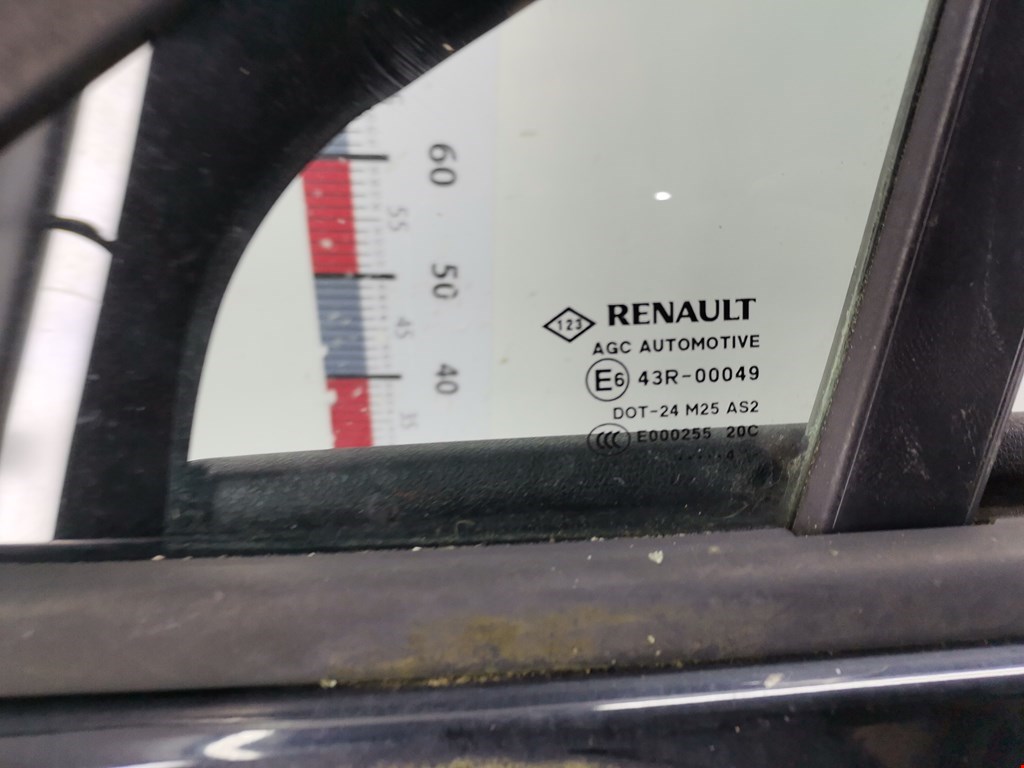 60
55
50
45
40
35
123 RENAULT
AGC AUTOMOTIVE
E6 43R-00049
DOT-24 M25 AS2
CCC E000255 20C